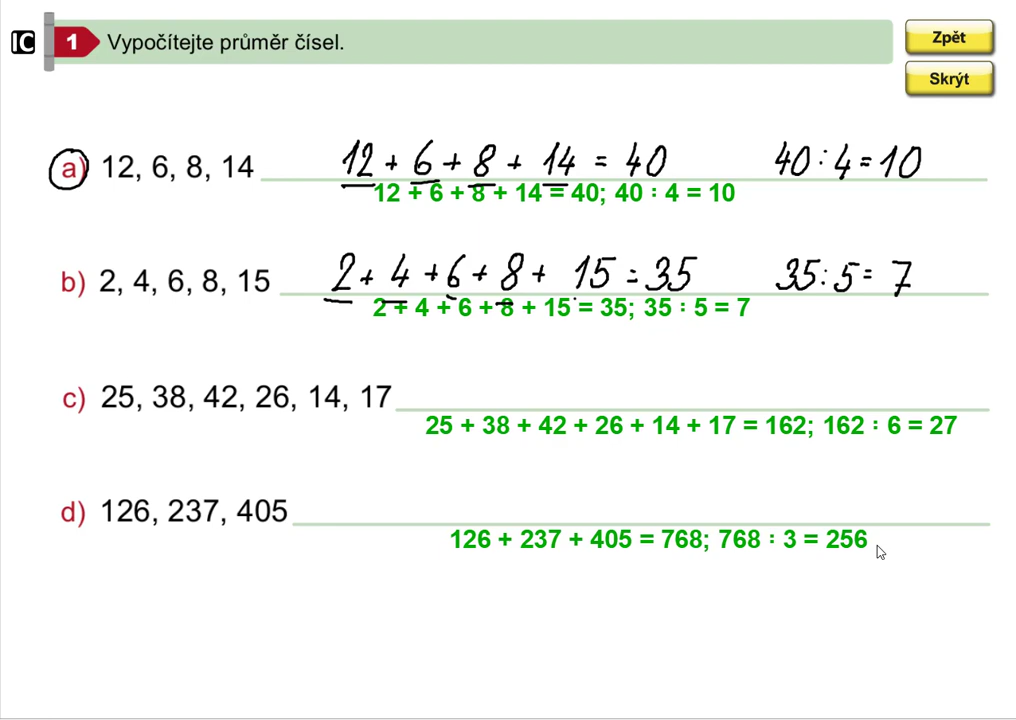 IC 1 Vypočítejte průměr čísel. Zpět
Skrýt
a) 12, 6, 8, 14 12 + 6 + 8 + 14 = 40 40 : 4 = 10
12 + 6 + 8 + 14 = 40; 40 : 4 = 10
b) 2, 4, 6, 8, 15 2 + 4 + 6 + 8 + 15 = 35 35 : 5 = 7
2 + 4 + 6 + 8 + 15 = 35; 35 : 5 = 7
c) 25, 38, 42, 26, 14, 17
25 + 38 + 42 + 26 + 14 + 17 = 162; 162 : 6 = 27
d) 126, 237, 405
126 + 237 + 405 = 768; 768 : 3 = 256